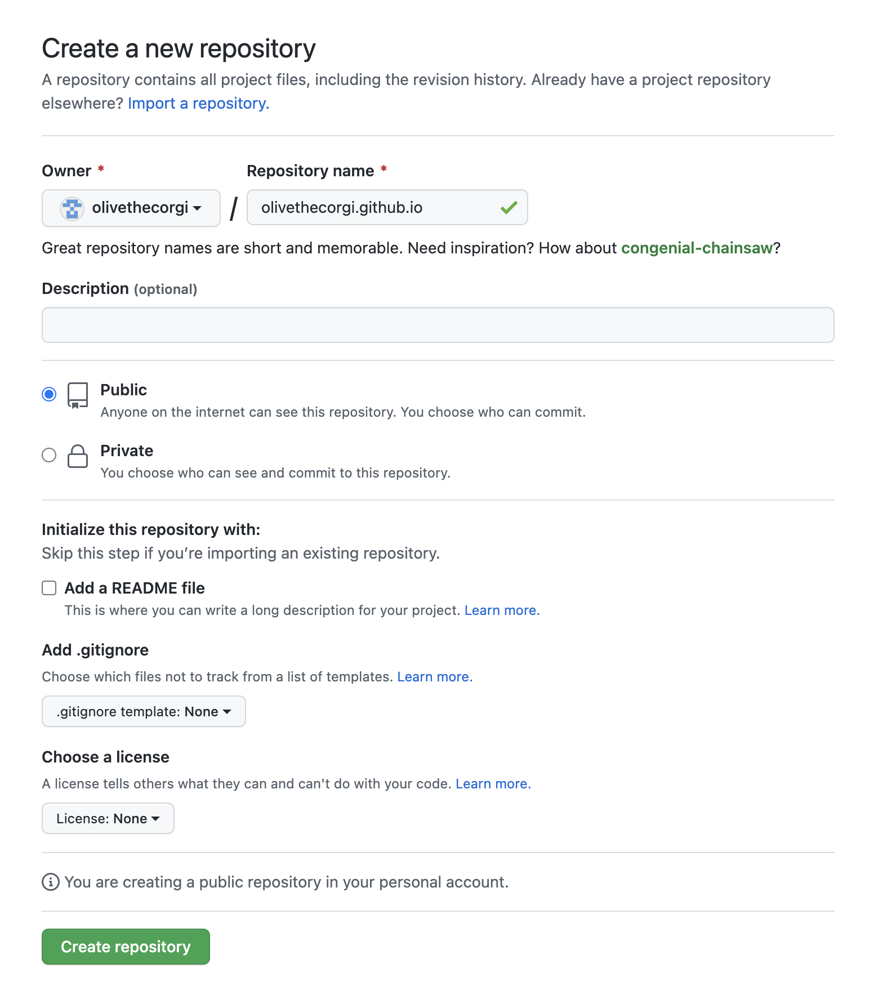 Create a new repository
A repository contains all project files, including the revision history. Already have a project repository
elsewhere? Import a repository.
Owner * Repository name *
olivethecorgi / olivethecorgi.github.io
Great repository names are short and memorable. Need inspiration? How about congenial-chainsaw?
Description (optional)
Public
Anyone on the internet can see this repository. You choose who can commit.
Private
You choose who can see and commit to this repository.
Initialize this repository with:
Skip this step if you’re importing an existing repository.
Add a README file
This is where you can write a long description for your project. Learn more.
Add .gitignore
Choose which files not to track from a list of templates. Learn more.
.gitignore template: None
Choose a license
A license tells others what they can and can't do with your code. Learn more.
License: None
You are creating a public repository in your personal account.
Create repository